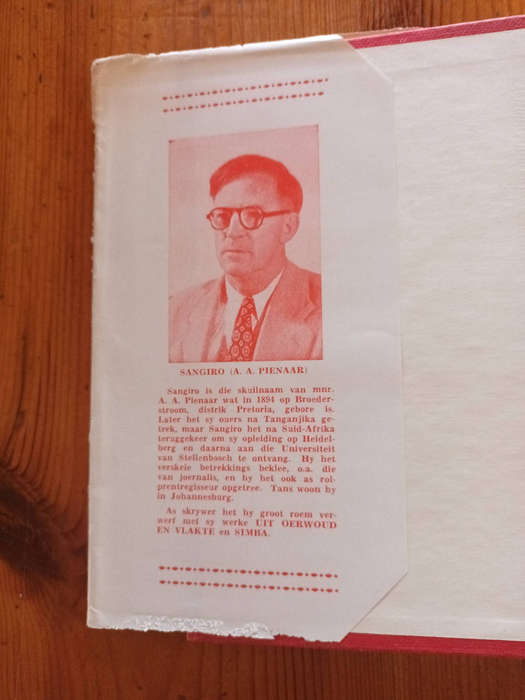 SANGIRO (A. A. PIENAAR)
Sangiro is die skuilnaam van mnr.
A. A. Pienaar wat in 1894 op Broeder-
stroom, distrik Pretoria, gebore is.
Later het sy ouers na Tanganjika ge-
trek, maar Sangiro het na Suid-Afrika
teruggekeer om sy opleiding op Heidel-
berg en daarna aan die Universiteit
van Stellenbosch te ontvang. Hy het
verskeie betrekkings beklee, o.a. die
van joernalis, en hy het ook as rol-
prentregisseur opgetree. Tans woon hy
in Johannesburg.
As skrywer het hy groot roem ver-
werf met sy werke UIT OERWOUD
EN VLAKTE en SIMBA.